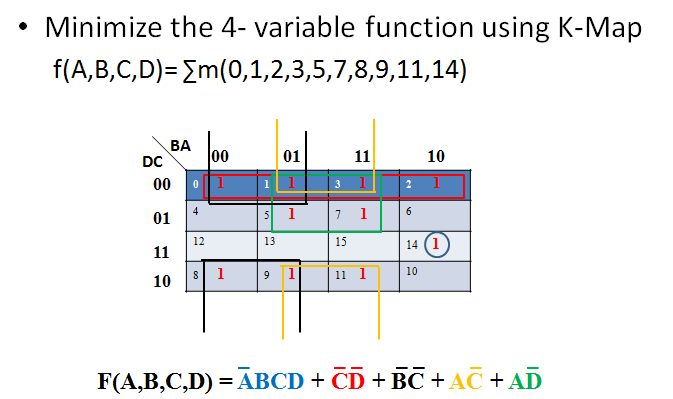 • Minimize the 4- variable function using K-Map
f(A,B,C,D)=∑m(0,1,2,3,5,7,8,9,11,14)
BA
DC 00 01 11 10
00 0 1 1 1 3 1 2 1
01 4 5 1 7 1 6
11 12 13 15 14 1
10 8 1 9 1 11 1 10
F(A,B,C,D) = A̅BCD + C̅D̅ + B̅C̅ + AC̅ + AD̅